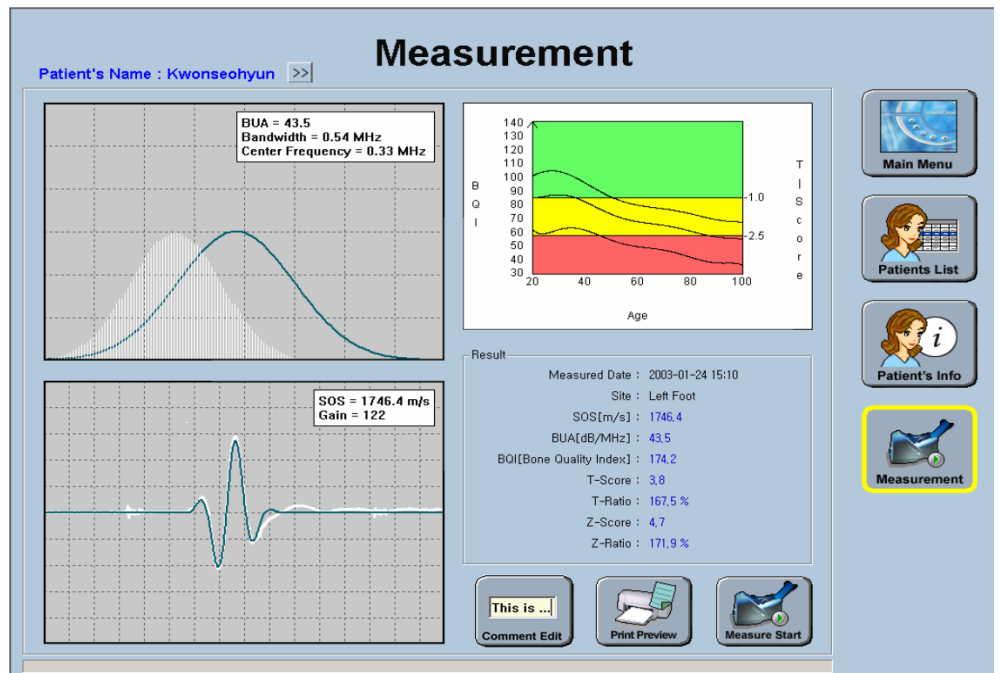 Measurement
Patient's Name : Kwonseohyun >>
BUA = 43.5
Bandwidth = 0.54 MHz
Center Frequency = 0.33 MHz
SOS = 1746.4 m/s
Gain = 122
140
130
120
110
100
90
80
70
60
50
40
30
BQI
20 40 60 80 100
Age
-1.0
-2.5
T|Score
Result
Measured Date : 2003-01-24 15:10
Site : Left Foot
SOS[m/s] : 1746,4
BUA[dB/MHz] : 43,5
BQI[Bone Quality Index] : 174,2
T-Score : 3,8
T-Ratio : 167,5 %
Z-Score : 4,7
Z-Ratio : 171,9 %
This is ...
Comment Edit
Print Preview
Measure Start
Main Menu
Patients List
i
Patient's Info
Measurement